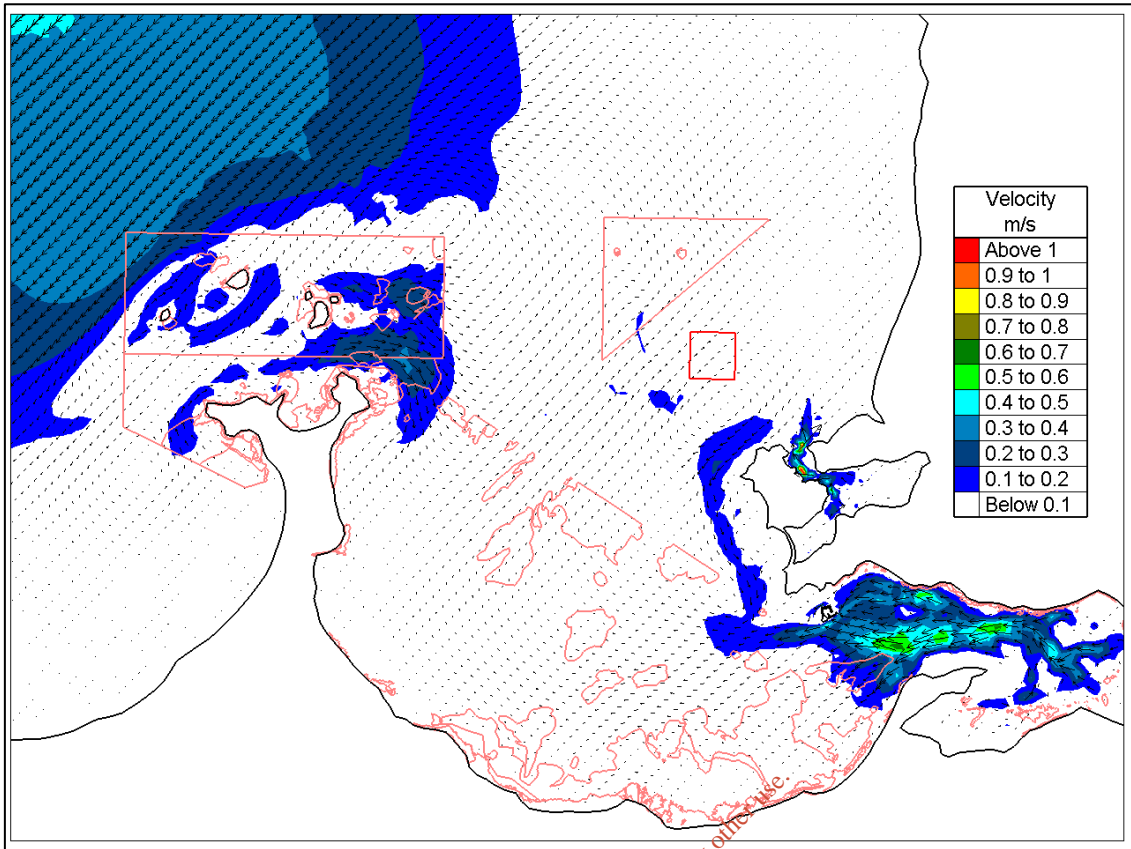 Velocity
m/s
Above 1
0.9 to 1
0.8 to 0.9
0.7 to 0.8
0.6 to 0.7
0.5 to 0.6
0.4 to 0.5
0.3 to 0.4
0.2 to 0.3
0.1 to 0.2
Below 0.1
other use.